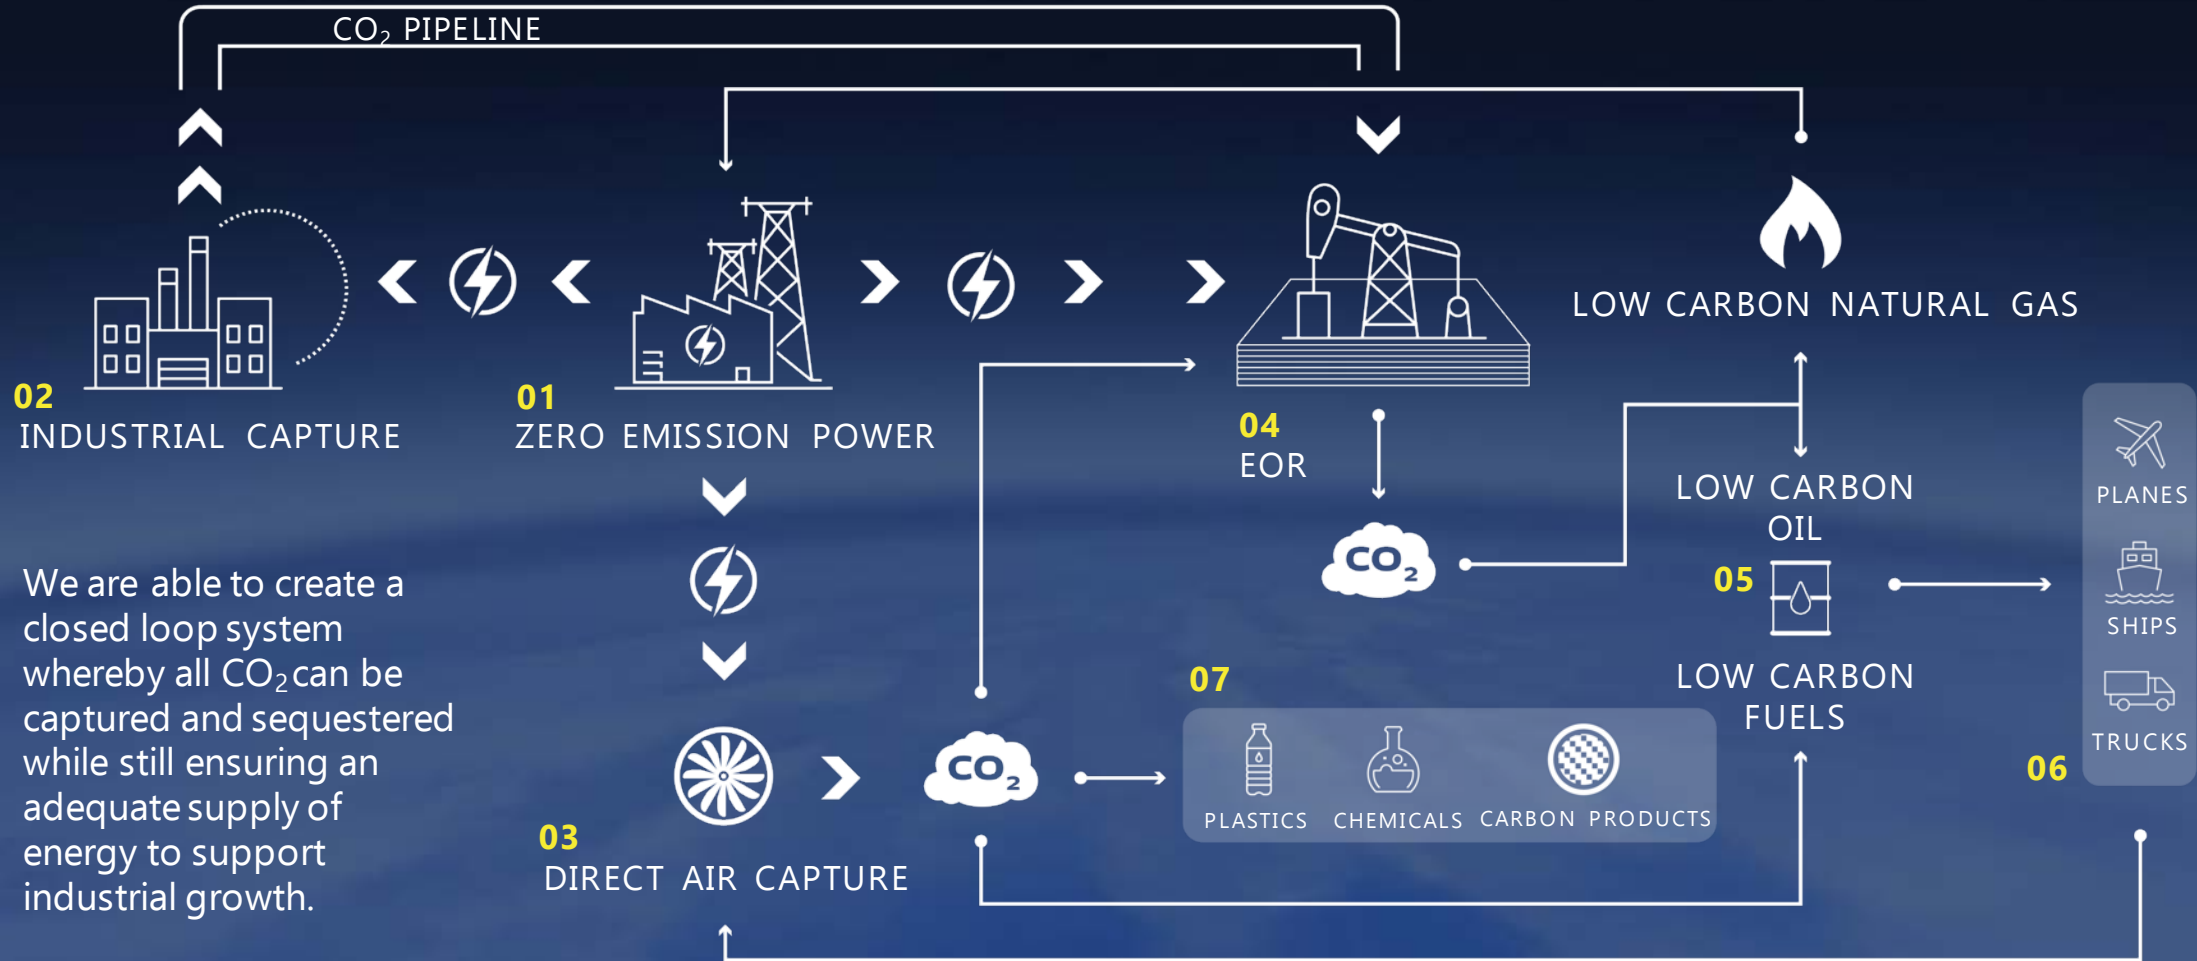 CO₂ PIPELINE
LOW CARBON NATURAL GAS
02
INDUSTRIAL CAPTURE
01
ZERO EMISSION POWER
04
EOR
CO₂
LOW CARBON
OIL
05
LOW CARBON
FUELS
PLANES
SHIPS
TRUCKS
06
We are able to create a
closed loop system
whereby all CO₂ can be
captured and sequestered
while still ensuring an
adequate supply of
energy to support
industrial growth.
03
DIRECT AIR CAPTURE
CO₂
07
PLASTICS
CHEMICALS
CARBON PRODUCTS